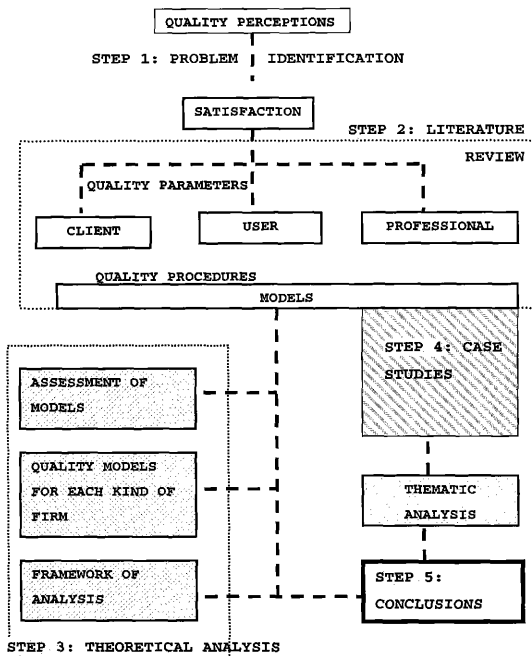 QUALITY PERCEPTIONS
STEP 1: PROBLEM IDENTIFICATION
SATISFACTION
STEP 2: LITERATURE
REVIEW
QUALITY PARAMETERS
CLIENT
USER
PROFESSIONAL
QUALITY PROCEDURES
MODELS
STEP 4: CASE
STUDIES
ASSESSMENT OF
MODELS
QUALITY MODELS
FOR EACH KIND OF
FIRM
THEMATIC
ANALYSIS
FRAMEWORK OF
ANALYSIS
STEP 5:
CONCLUSIONS
STEP 3: THEORETICAL ANALYSIS